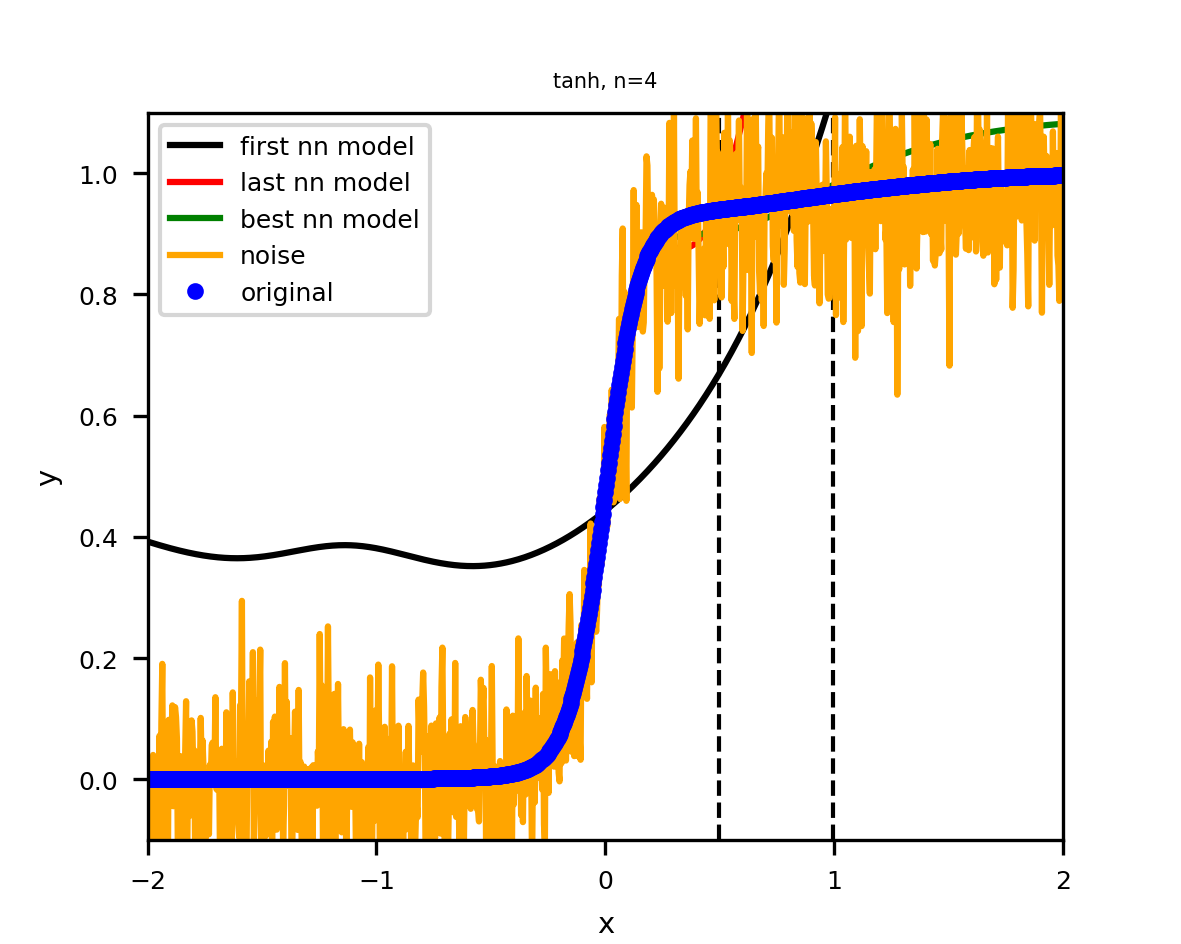 tanh, n=4
first nn model
last nn model
best nn model
noise
original
1.0
0.8
0.6
0.4
0.2
0.0
y
−2
−1
0
1
2
x